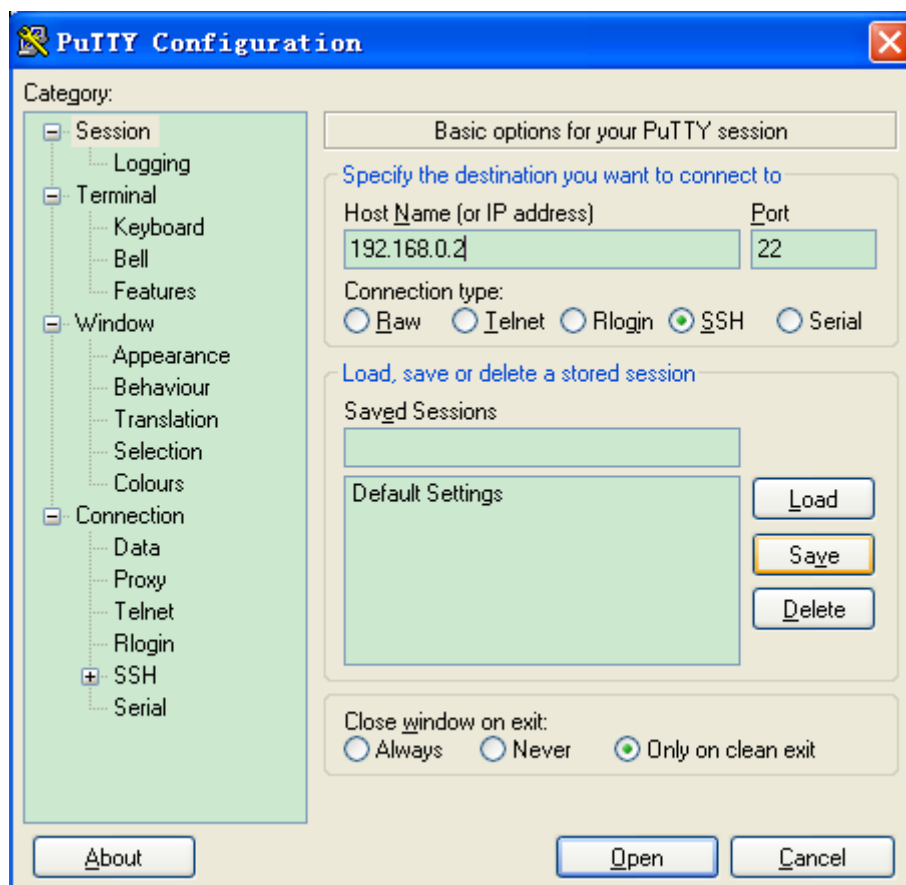 PuTTY Configuration
Category:
Session
Logging
Terminal
Keyboard
Bell
Features
Window
Appearance
Behaviour
Translation
Selection
Colours
Connection
Data
Proxy
Telnet
Rlogin
SSH
Serial
Basic options for your PuTTY session
Specify the destination you want to connect to
Host Name (or IP address) Port
192.168.0.2 22
Connection type:
Raw Telnet Rlogin SSH Serial
Load, save or delete a stored session
Saved Sessions
Default Settings
Load
Save
Delete
Close window on exit:
Always Never Only on clean exit
About Open Cancel